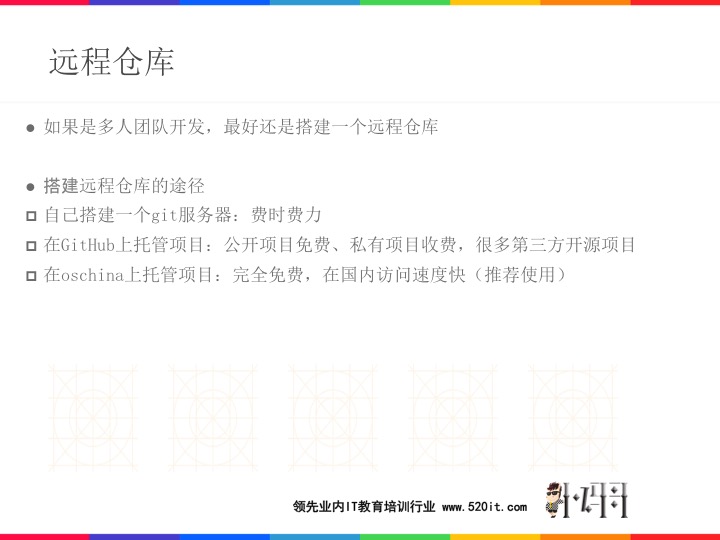 远程仓库
如果是多人团队开发，最好还是搭建一个远程仓库
搭建远程仓库的途径
自己搭建一个git服务器：费时费力
在GitHub上托管项目：公开项目免费、私有项目收费，很多第三方开源项目
在oschina上托管项目：完全免费，在国内访问速度快（推荐使用）
领先业内IT教育培训行业 www.520it.com
小码哥